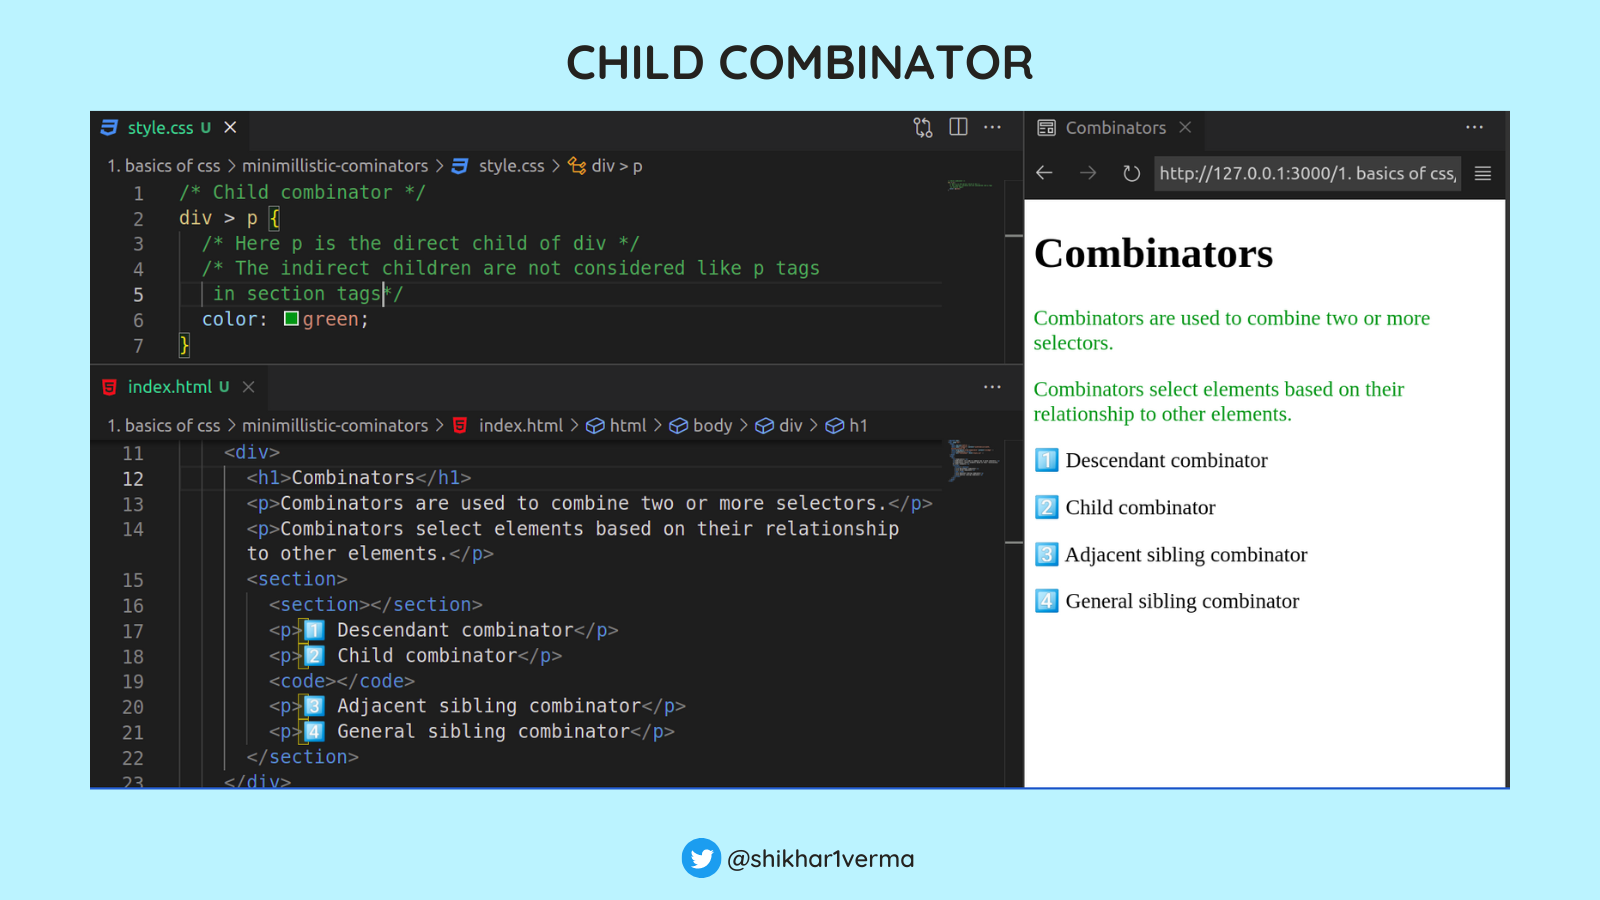 CHILD COMBINATOR
style.css U
1. basics of css > minimillistic-cominators > style.css > div > p
1 /* Child combinator */
2 div > p {
3 /* Here p is the direct child of div */
4 /* The indirect children are not considered like p tags
5 in section tags*/
6 color: green;
7 }
index.html U
1. basics of css > minimillistic-cominators > index.html > html > body > div > h1
11 <div>
12 <h1>Combinators</h1>
13 <p>Combinators are used to combine two or more selectors.</p>
14 <p>Combinators select elements based on their relationship
to other elements.</p>
15 <section>
16 <section></section>
17 <p>1️⃣ Descendant combinator</p>
18 <p>2️⃣ Child combinator</p>
19 <code></code>
20 <p>3️⃣ Adjacent sibling combinator</p>
21 <p>4️⃣ General sibling combinator</p>
22 </section>
23 </div>
Combinators
http://127.0.0.1:3000/1. basics of css,
Combinators
Combinators are used to combine two or more
selectors.
Combinators select elements based on their
relationship to other elements.
1️⃣ Descendant combinator
2️⃣ Child combinator
3️⃣ Adjacent sibling combinator
4️⃣ General sibling combinator
@shikhar1verma